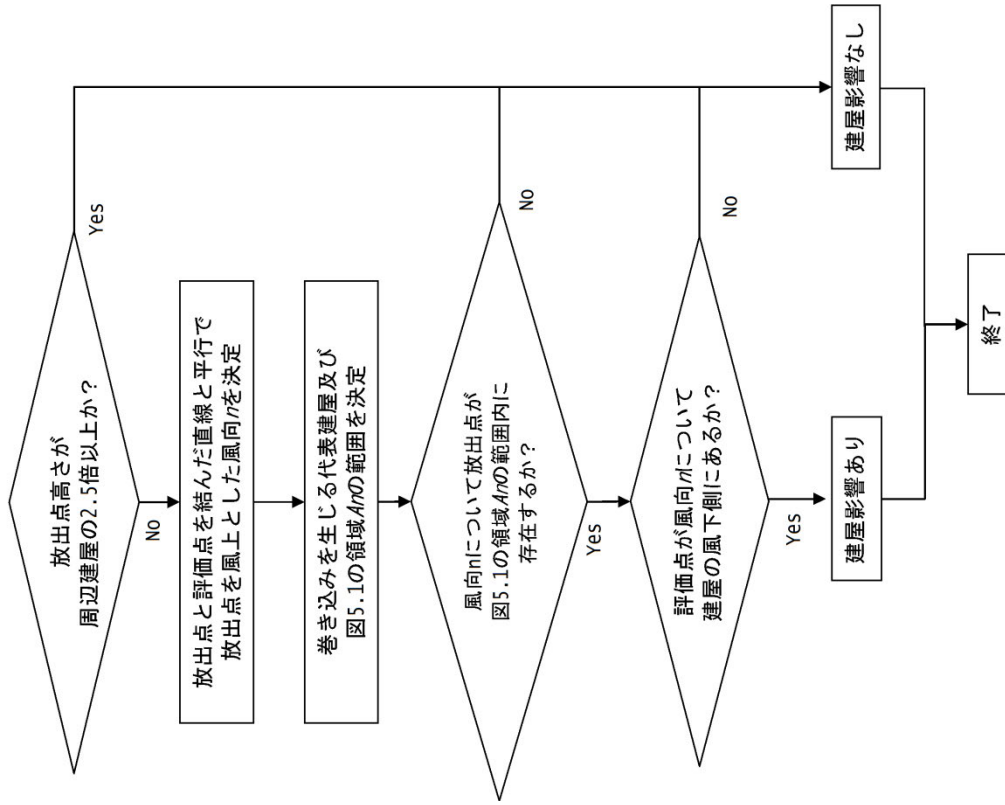 放出点高さが
周辺建屋の2.5倍以上か？
Yes
No
放出点と評価点を結んだ直線と平行で
放出点を風上とした風向nを決定
巻き込みを生じる代表建屋及び
図5.1の領域Anの範囲を決定
風向nについて放出点が
図5.1の領域Anの範囲内に
存在するか？
No
Yes
評価点が風向nについて
建屋の風下側にあるか？
No
Yes
建屋影響あり
建屋影響なし
終了